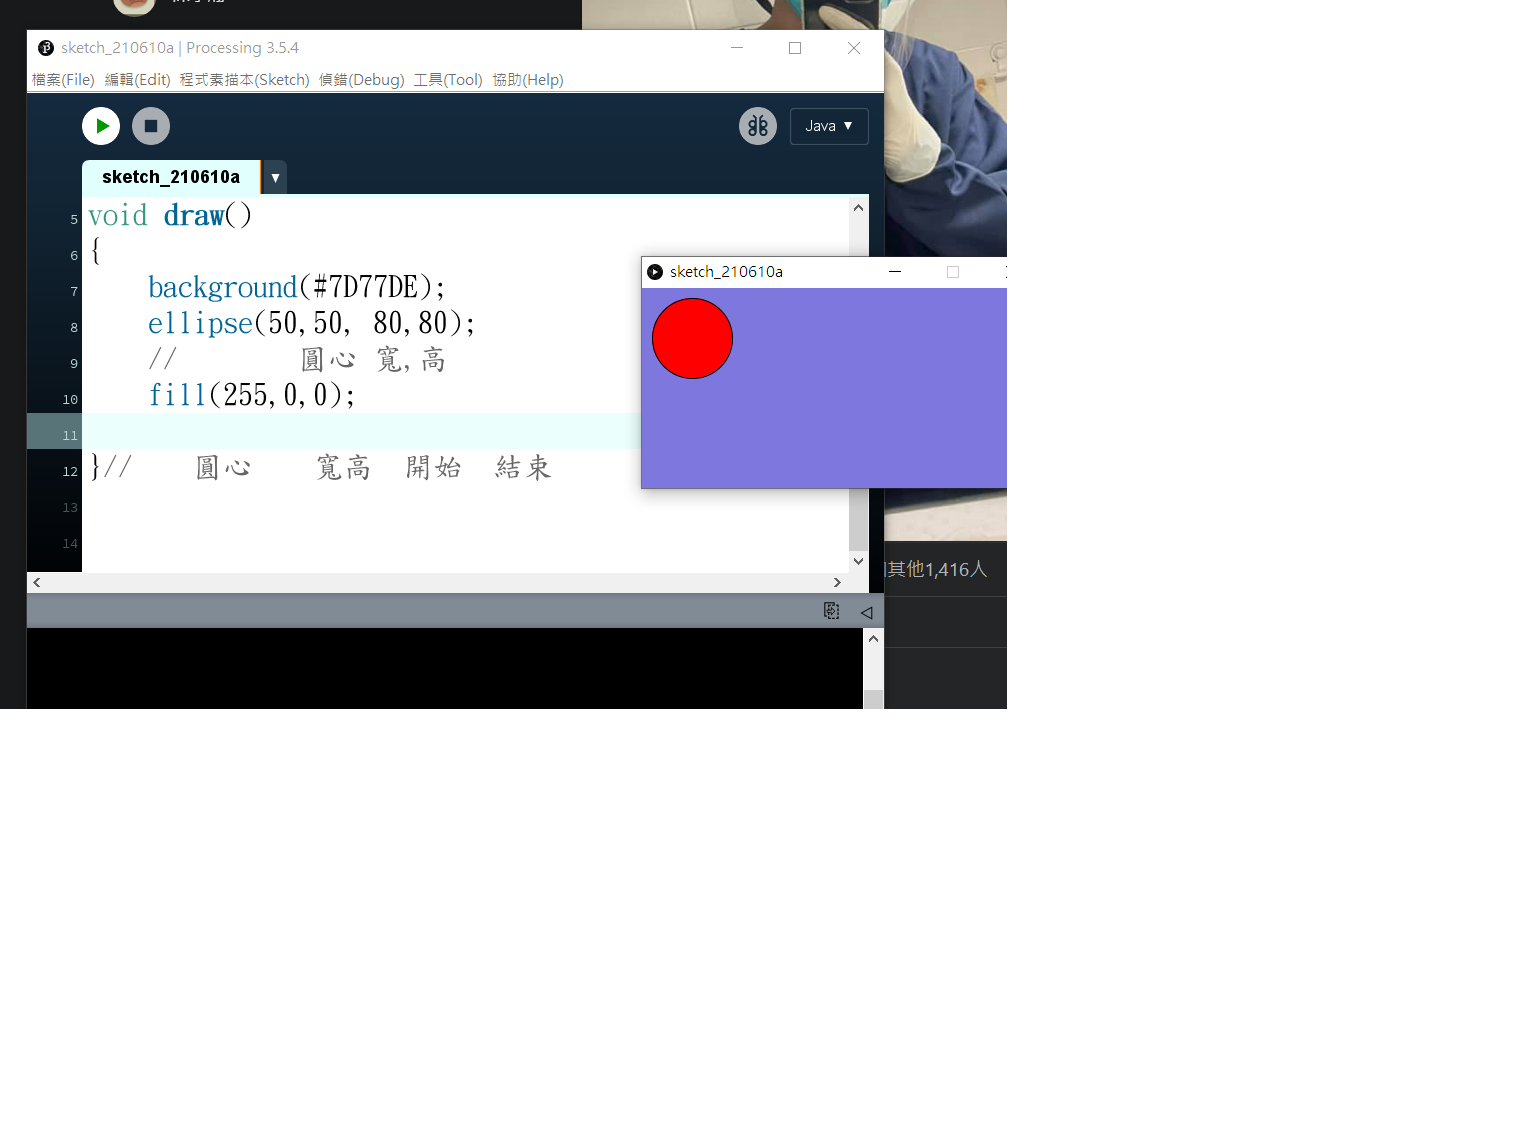 sketch_210610a | Processing 3.5.4
檔案(File) 編輯(Edit) 程式素描本(Sketch) 偵錯(Debug) 工具(Tool) 協助(Help)
Java ▼
sketch_210610a ▼
5 void draw()
6 {
7 background(#7D77DE);
8 ellipse(50,50, 80,80);
9 // 圓心 寬,高
10 fill(255,0,0);
11
12 }// 圓心 寬高 開始 結束
13
14
sketch_210610a
其他1,416人